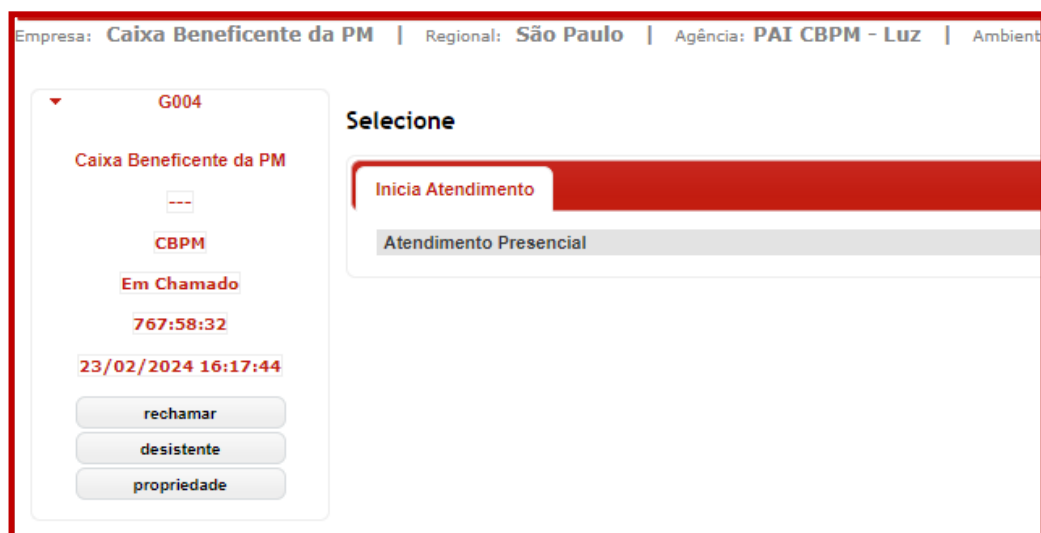 Empresa: Caixa Beneficente da PM | Regional: São Paulo | Agência: PAI CBPM - Luz | Ambient
G004
Caixa Beneficente da PM
---
CBPM
Em Chamado
767:58:32
23/02/2024 16:17:44
rechamar
desistente
propriedade
Selecione
Inicia Atendimento
Atendimento Presencial